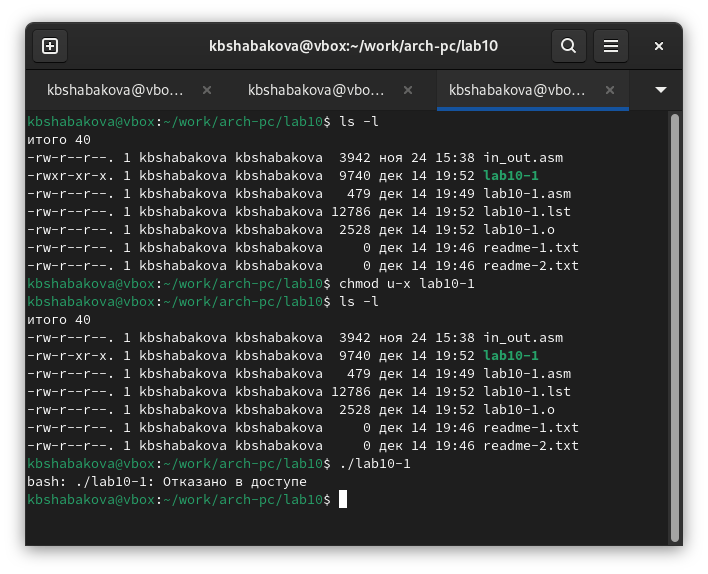 kbshabakova@vbox:~/work/arch-pc/lab10
kbshabakova@vbo... × kbshabakova@vbo... × kbshabakova@vbo... ×
kbshabakova@vbox:~/work/arch-pc/lab10$ ls -l
итого 40
-rw-r--r--. 1 kbshabakova kbshabakova  3942 ноя 24 15:38 in_out.asm
-rwxr-xr-x. 1 kbshabakova kbshabakova  9740 дек 14 19:52 lab10-1
-rw-r--r--. 1 kbshabakova kbshabakova   479 дек 14 19:49 lab10-1.asm
-rw-r--r--. 1 kbshabakova kbshabakova 12786 дек 14 19:52 lab10-1.lst
-rw-r--r--. 1 kbshabakova kbshabakova  2528 дек 14 19:52 lab10-1.o
-rw-r--r--. 1 kbshabakova kbshabakova     0 дек 14 19:46 readme-1.txt
-rw-r--r--. 1 kbshabakova kbshabakova     0 дек 14 19:46 readme-2.txt
kbshabakova@vbox:~/work/arch-pc/lab10$ chmod u-x lab10-1
kbshabakova@vbox:~/work/arch-pc/lab10$ ls -l
итого 40
-rw-r--r--. 1 kbshabakova kbshabakova  3942 ноя 24 15:38 in_out.asm
-rw-r-xr-x. 1 kbshabakova kbshabakova  9740 дек 14 19:52 lab10-1
-rw-r--r--. 1 kbshabakova kbshabakova   479 дек 14 19:49 lab10-1.asm
-rw-r--r--. 1 kbshabakova kbshabakova 12786 дек 14 19:52 lab10-1.lst
-rw-r--r--. 1 kbshabakova kbshabakova  2528 дек 14 19:52 lab10-1.o
-rw-r--r--. 1 kbshabakova kbshabakova     0 дек 14 19:46 readme-1.txt
-rw-r--r--. 1 kbshabakova kbshabakova     0 дек 14 19:46 readme-2.txt
kbshabakova@vbox:~/work/arch-pc/lab10$ ./lab10-1
bash: ./lab10-1: Отказано в доступе
kbshabakova@vbox:~/work/arch-pc/lab10$